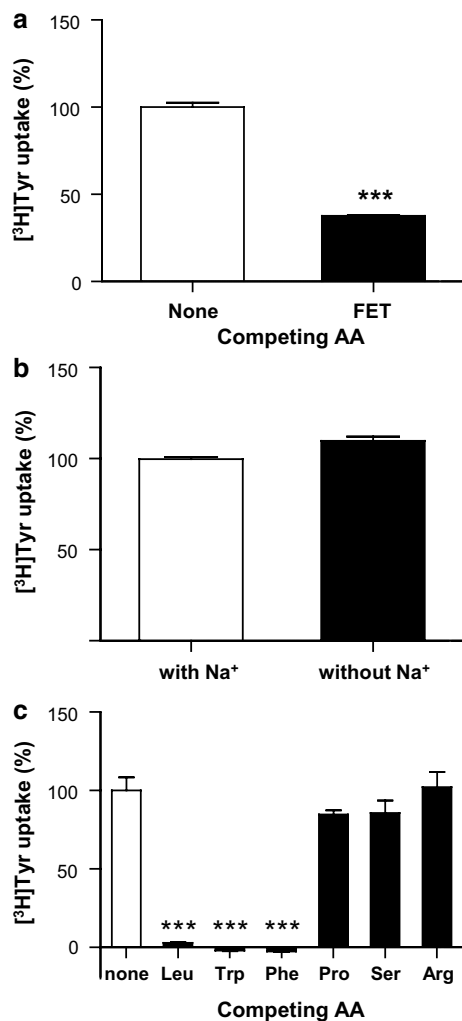 a
150
100
50
0
[³H]Tyr uptake (%)
***
None FET
Competing AA
b
150
100
50
[³H]Tyr uptake (%)
with Na⁺ without Na⁺
c
150
100
50
0
[³H]Tyr uptake (%)
*** *** ***
none Leu Trp Phe Pro Ser Arg
Competing AA